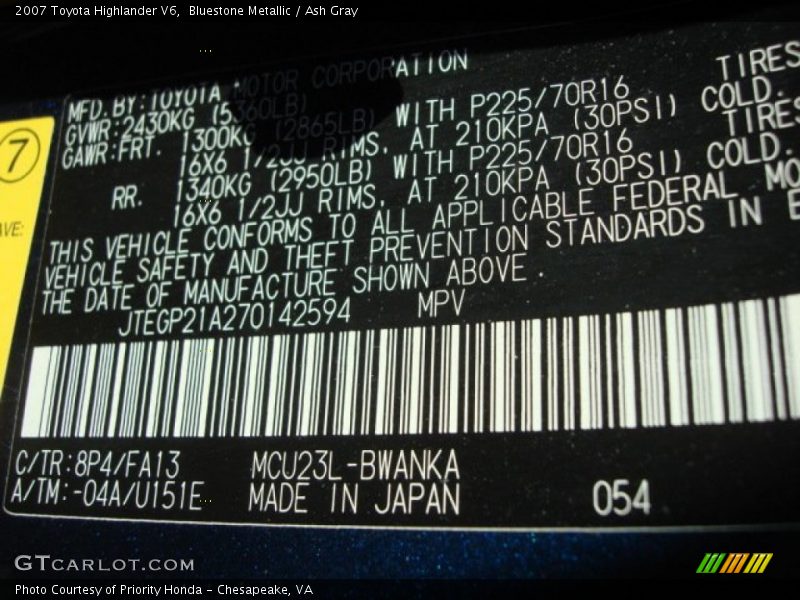 2007 Toyota Highlander V6,  Bluestone Metallic / Ash Gray
7
AVE:
MFD. BY: TOYOTA MOTOR CORPORATION
GVWR: 2430KG (5360LB) TIRES
GAWR: FRT. 1300KG (2865LB) WITH P225/70R16
16X6 1/2JJ RIMS, AT 210KPA (30PSI) COLD.
RR. 1340KG (2950LB) WITH P225/70R16 TIRES
16X6 1/2JJ RIMS, AT 210KPA (30PSI) COLD.
THIS VEHICLE CONFORMS TO ALL APPLICABLE FEDERAL MO
VEHICLE SAFETY AND THEFT PREVENTION STANDARDS IN E
THE DATE OF MANUFACTURE SHOWN ABOVE.
JTEGP21A270142594 MPV
C/TR:8P4/FA13 MCU23L-BWANKA
A/TM:-04A/U151E MADE IN JAPAN 054
GTCARLOT.COM
Photo Courtesy of Priority Honda - Chesapeake, VA